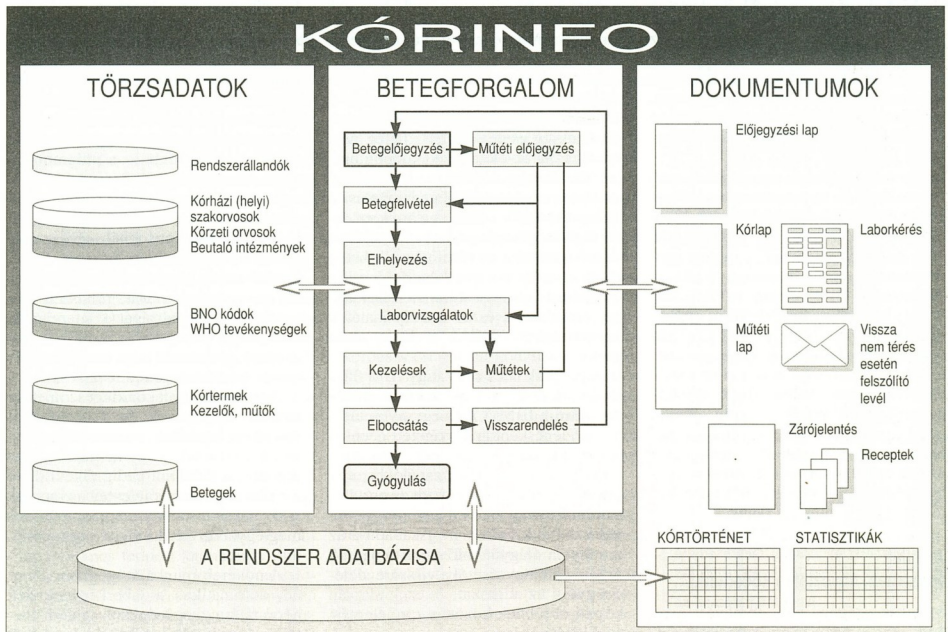 KÓRINFO
TÖRZSADATOK
Rendszerállandók
Kórházi (helyi)
szakorvosok
Körzeti orvosok
Beutaló intézmények
BNO kódok
WHO tevékenységek
Kórtermek
Kezelők, műtők
Betegek
BETEGFORGALOM
Betegelőjegyzés
Műtéti előjegyzés
Betegfelvétel
Elhelyezés
Laborvizsgálatok
Kezelések
Műtétek
Elbocsátás
Visszarendelés
Gyógyulás
DOKUMENTUMOK
Előjegyzési lap
Kórlap
Laborkérés
Műtéti
lap
Vissza
nem térés
esetén
felszólító
levél
Zárójelentés
Receptek
KÓRTÖRTÉNET
STATISZTIKÁK
A RENDSZER ADATBÁZISA